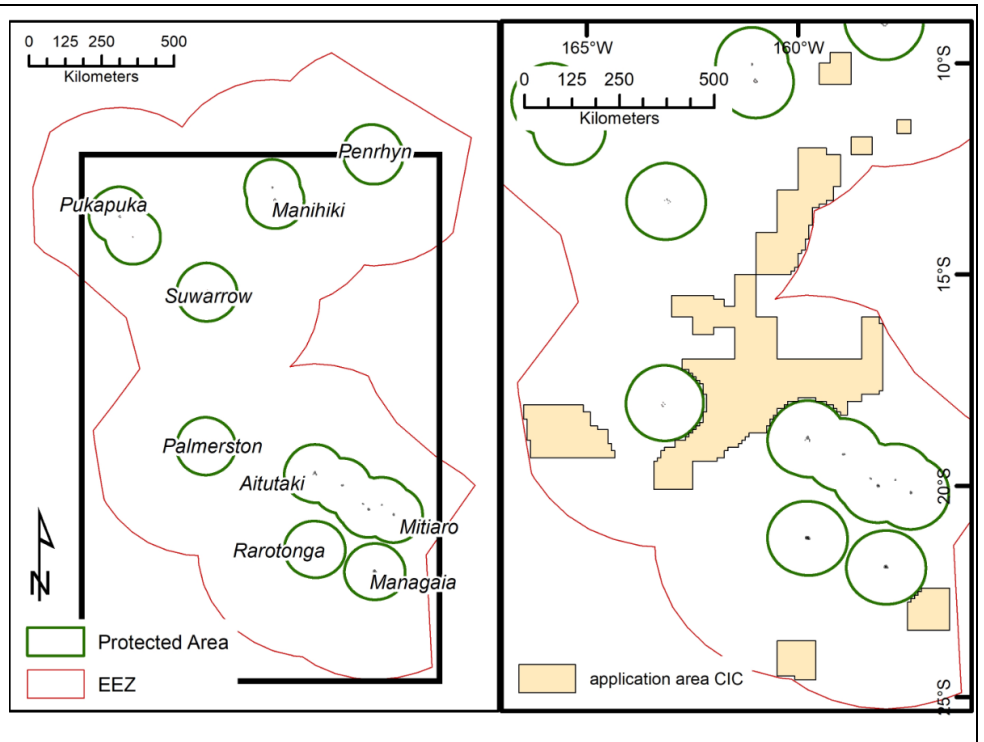 0 125 250 500
Kilometers
Penrhyn
Pukapuka
Manihiki
Suwarrow
Palmerston
Aitutaki
Mitiaro
Rarotonga
Managaia
N
Protected Area
EEZ
165°W
160°W
10°S
0 125 250 500
Kilometers
15°S
20°S
application area CIC
25°S